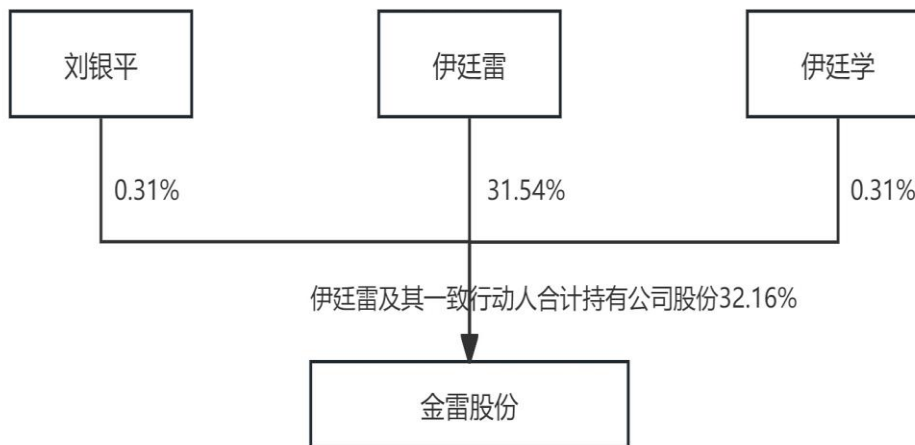 刘银平
伊廷雷
伊廷学
0.31%
31.54%
0.31%
伊廷雷及其一致行动人合计持有公司股份32.16%
金雷股份